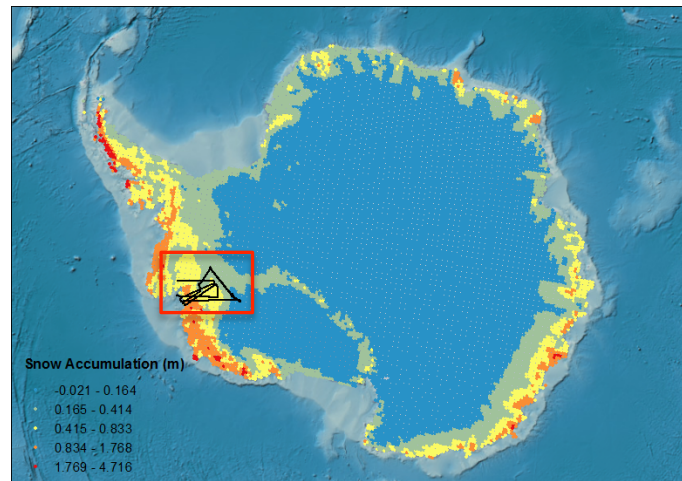 Snow Accumulation (m)
-0.021 - 0.164
0.165 - 0.414
0.415 - 0.833
0.834 - 1.768
1.769 - 4.716